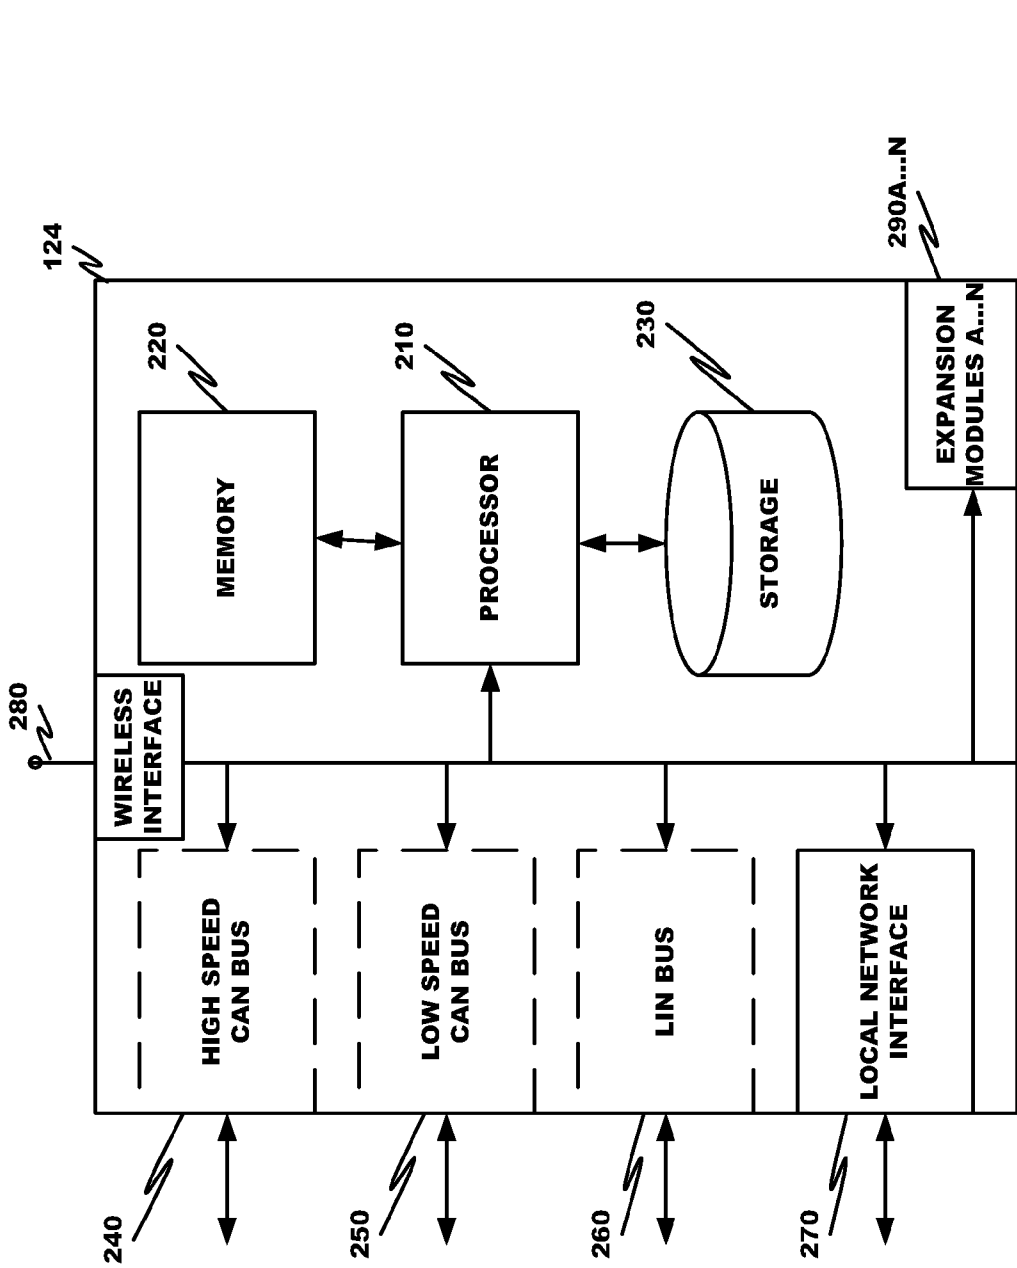 280
124
240
WIRELESS
INTERFACE
220
HIGH SPEED
CAN BUS
MEMORY
250
210
LOW SPEED
CAN BUS
PROCESSOR
260
230
LIN BUS
STORAGE
270
290A...N
LOCAL NETWORK
INTERFACE
EXPANSION
MODULES A...N